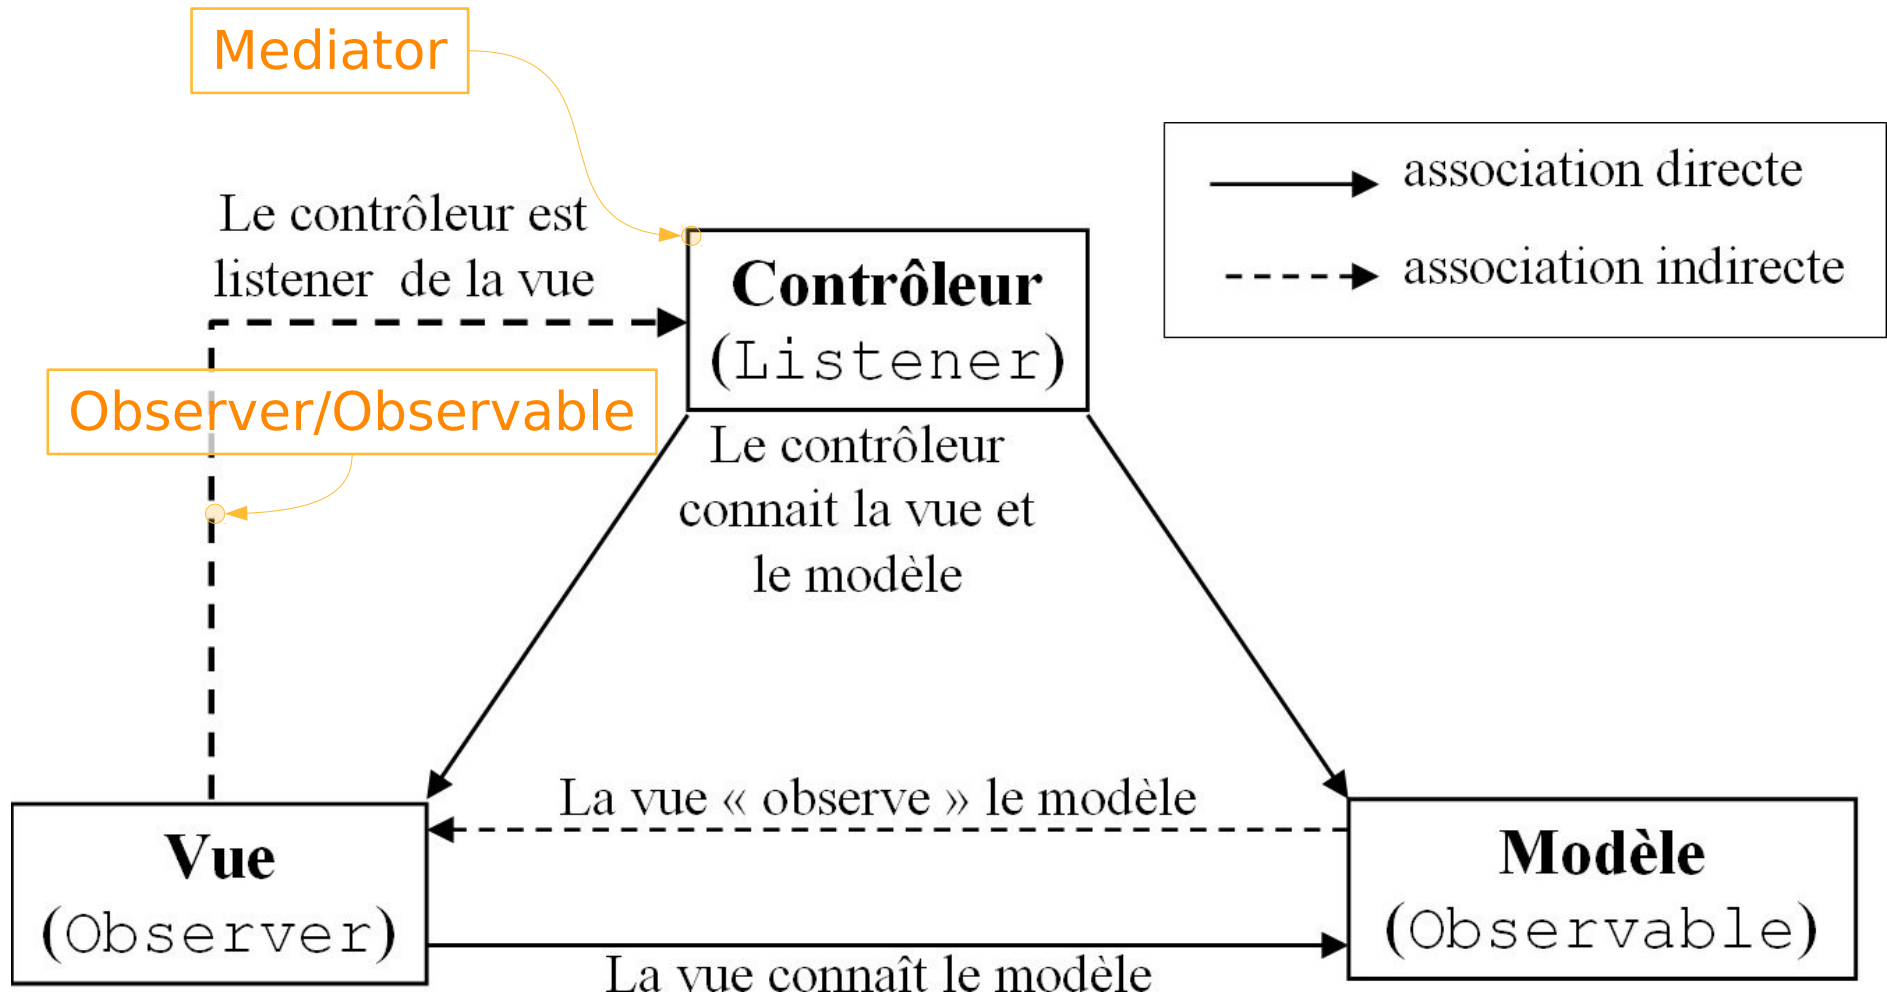 Mediator
association directe
association indirecte
Le contrôleur est
listener de la vue
Contrôleur
(Listener)
Observer/Observable
Le contrôleur
connait la vue et
le modèle
La vue « observe » le modèle
Vue
(Observer)
Modèle
(Observable)
La vue connaît le modèle